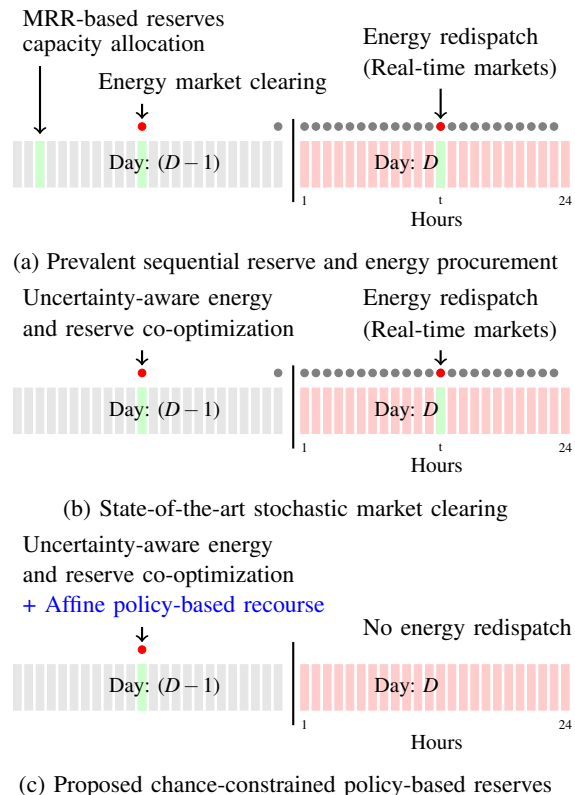 MRR-based reserves
capacity allocation
Energy market clearing
Energy redispatch
(Real-time markets)
Day: (D − 1)
Day: D
1
t
24
Hours
(a) Prevalent sequential reserve and energy procurement
Uncertainty-aware energy
and reserve co-optimization
Energy redispatch
(Real-time markets)
Day: (D − 1)
Day: D
1
t
24
Hours
(b) State-of-the-art stochastic market clearing
Uncertainty-aware energy
and reserve co-optimization
+ Affine policy-based recourse
No energy redispatch
Day: (D − 1)
Day: D
1
24
Hours
(c) Proposed chance-constrained policy-based reserves